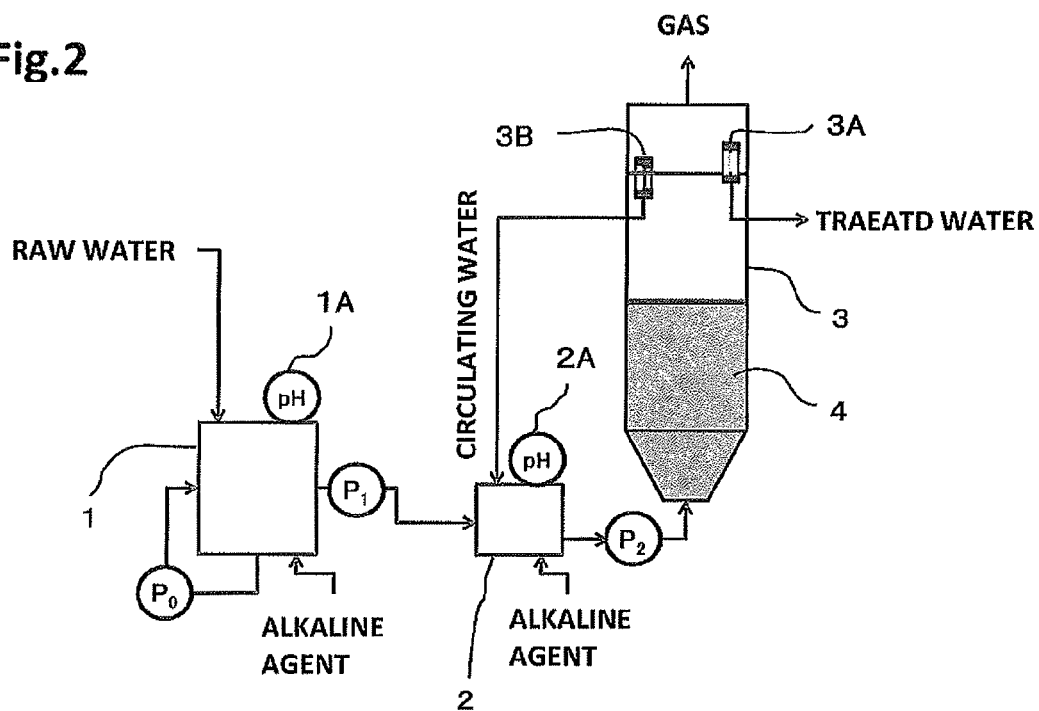 Fig.2
GAS
3B
3A
CIRCULATING WATER
TRAEATD WATER
RAW WATER
1A
3
2A
pH
4
pH
P1
1
P2
P0
ALKALINE
AGENT
ALKALINE
AGENT
2